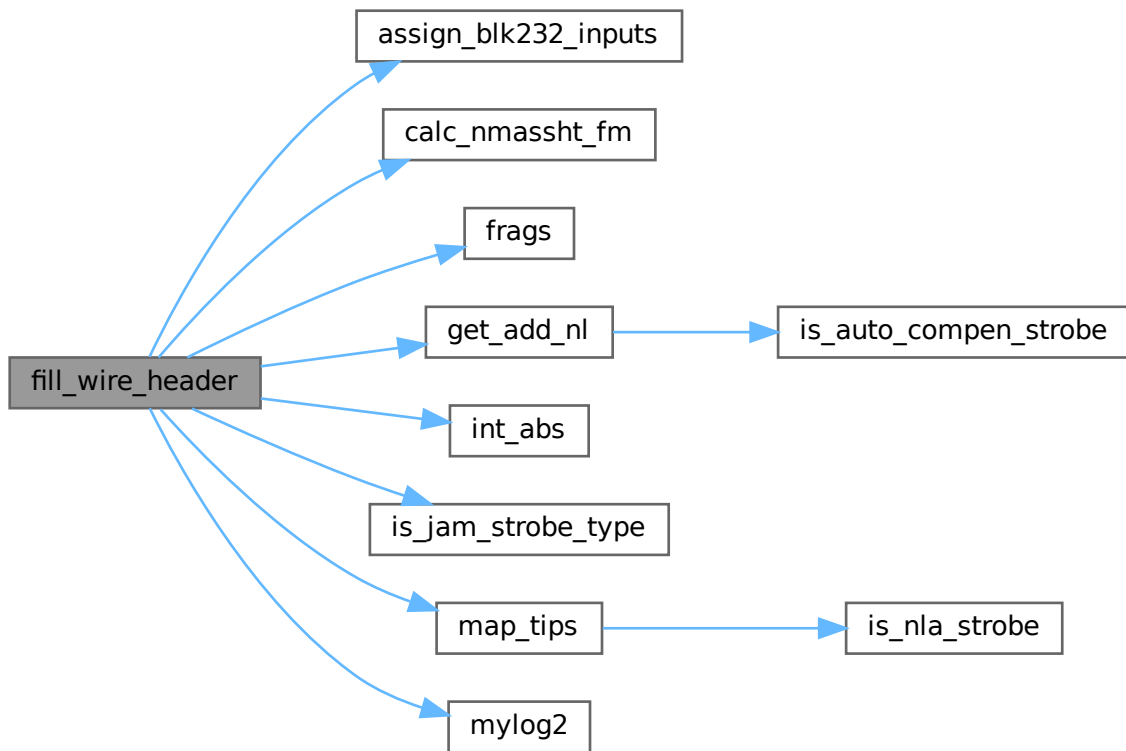 assign_blk232_inputs
calc_nmassht_fm
frags
get_add_nl
is_auto_compen_strobe
fill_wire_header
int_abs
is_jam_strobe_type
map_tips
is_nla_strobe
mylog2